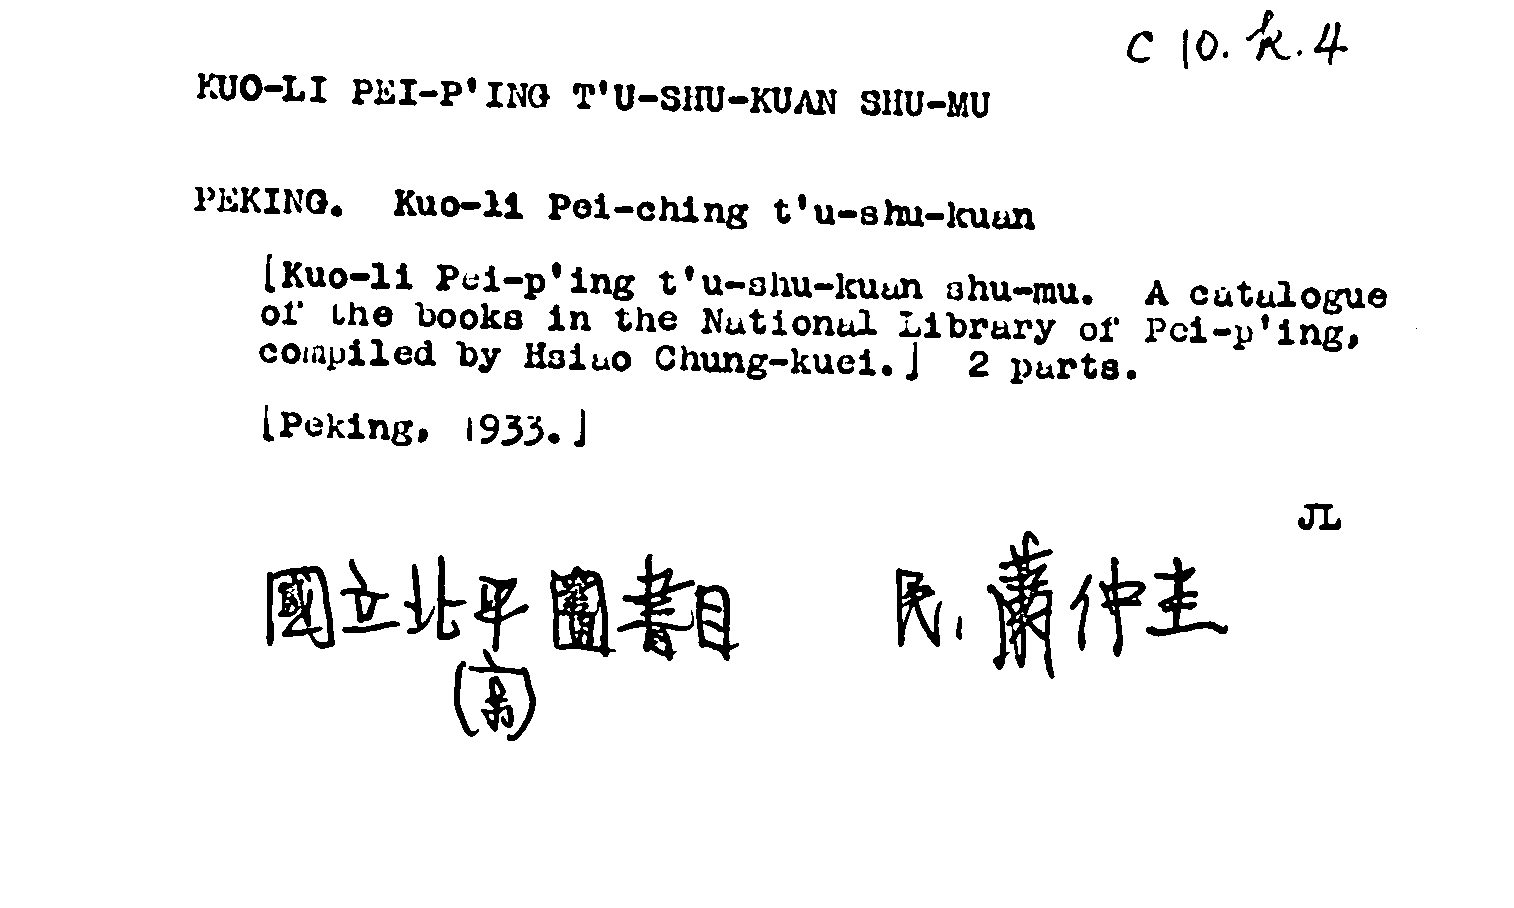 C 10. k. 4
KUO-LI PEI-P'ING T'U-SHU-KUAN SHU-MU
PEKING. Kuo-li Pei-ching t'u-shu-kuan
[Kuo-li Pei-p'ing t'u-shu-kuan shu-mu. A catalogue
of the books in the National Library of Pei-p'ing,
compiled by Hsiao Chung-kuei.] 2 parts.
[Peking, 1933.]
JL
國立北平圕書目 民、蕭仲圭
(京)